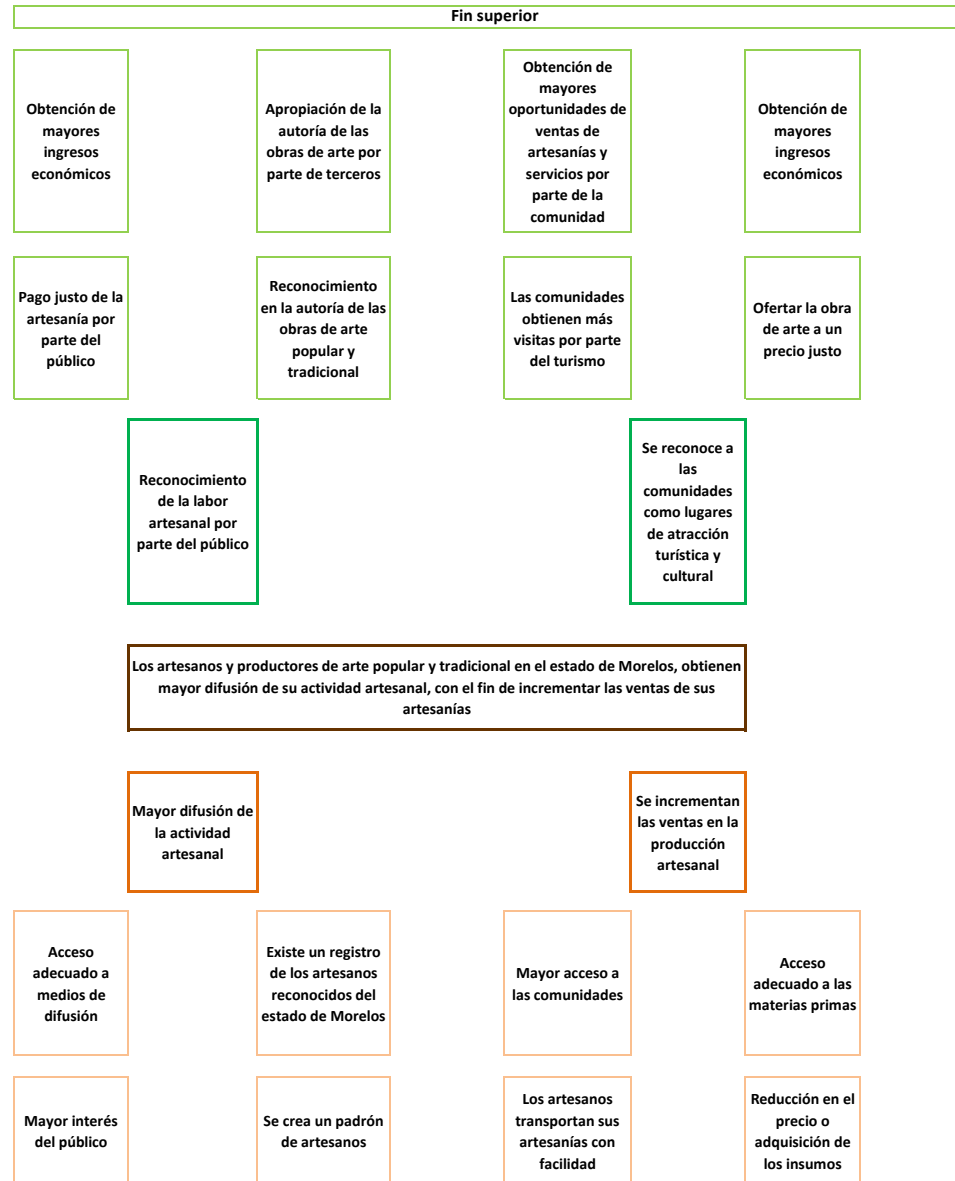 Fin superior
Obtención de
mayores
ingresos
económicos
Apropiación de la
autoría de las
obras de arte por
parte de terceros
Obtención de
mayores
oportunidades de
ventas de
artesanías y
servicios por
parte de la
comunidad
Obtención de
mayores
ingresos
económicos
Pago justo de la
artesanía por
parte del
público
Reconocimiento
en la autoría de las
obras de arte
popular y
tradicional
Las comunidades
obtienen más
visitas por parte
del turismo
Ofertar la obra
de arte a un
precio justo
Reconocimiento
de la labor
artesanal por
parte del público
Se reconoce a
las
comunidades
como lugares
de atracción
turística y
cultural
Los artesanos y productores de arte popular y tradicional en el estado de Morelos, obtienen
mayor difusión de su actividad artesanal, con el fin de incrementar las ventas de sus
artesanías
Mayor difusión de
la actividad
artesanal
Se incrementan
las ventas en la
producción
artesanal
Acceso
adecuado a
medios de
difusión
Existe un registro
de los artesanos
reconocidos del
estado de Morelos
Mayor acceso a
las comunidades
Acceso
adecuado a las
materias primas
Mayor interés
del público
Se crea un padrón
de artesanos
Los artesanos
transportan sus
artesanías con
facilidad
Reducción en el
precio o
adquisición de
los insumos